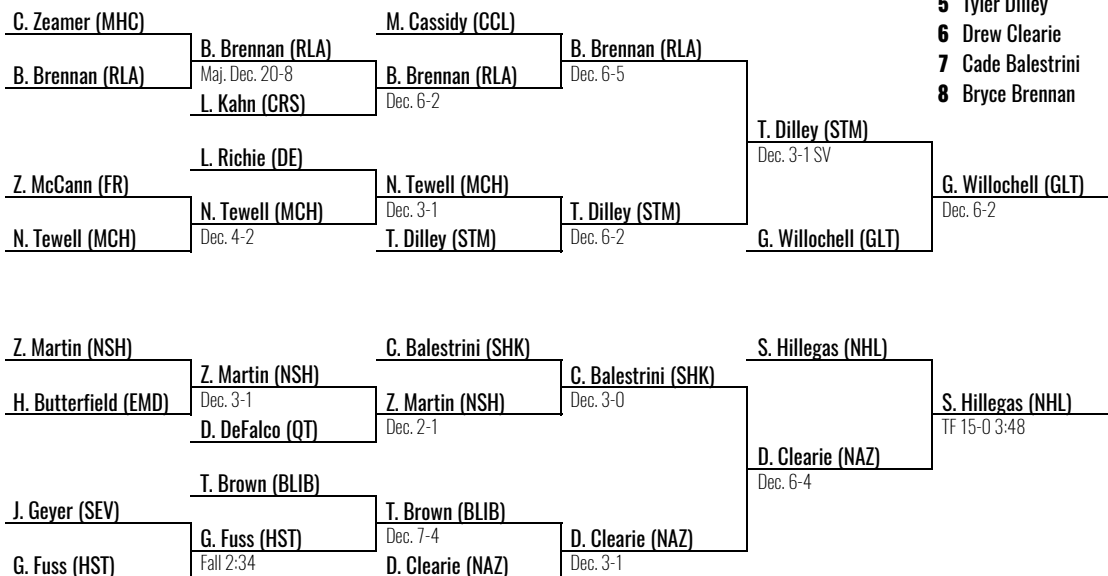 5 Tyler Dilley
6 Drew Clearie
7 Cade Balestrini
8 Bryce Brennan
C. Zeamer (MHC)
B. Brennan (RLA)
B. Brennan (RLA)
Maj. Dec. 20-8
L. Kahn (CRS)
M. Cassidy (CCL)
B. Brennan (RLA)
Dec. 6-2
B. Brennan (RLA)
Dec. 6-5
L. Richie (DE)
Z. McCann (FR)
N. Tewell (MCH)
N. Tewell (MCH)
Dec. 4-2
N. Tewell (MCH)
Dec. 3-1
T. Dilley (STM)
T. Dilley (STM)
Dec. 6-2
T. Dilley (STM)
Dec. 3-1 SV
G. Willochell (GLT)
G. Willochell (GLT)
Dec. 6-2
Z. Martin (NSH)
H. Butterfield (EMD)
Z. Martin (NSH)
Dec. 3-1
D. DeFalco (QT)
C. Balestrini (SHK)
Z. Martin (NSH)
Dec. 2-1
C. Balestrini (SHK)
Dec. 3-0
T. Brown (BLIB)
J. Geyer (SEV)
G. Fuss (HST)
G. Fuss (HST)
Fall 2:34
T. Brown (BLIB)
Dec. 7-4
D. Clearie (NAZ)
D. Clearie (NAZ)
Dec. 3-1
S. Hillegas (NHL)
D. Clearie (NAZ)
Dec. 6-4
S. Hillegas (NHL)
TF 15-0 3:48